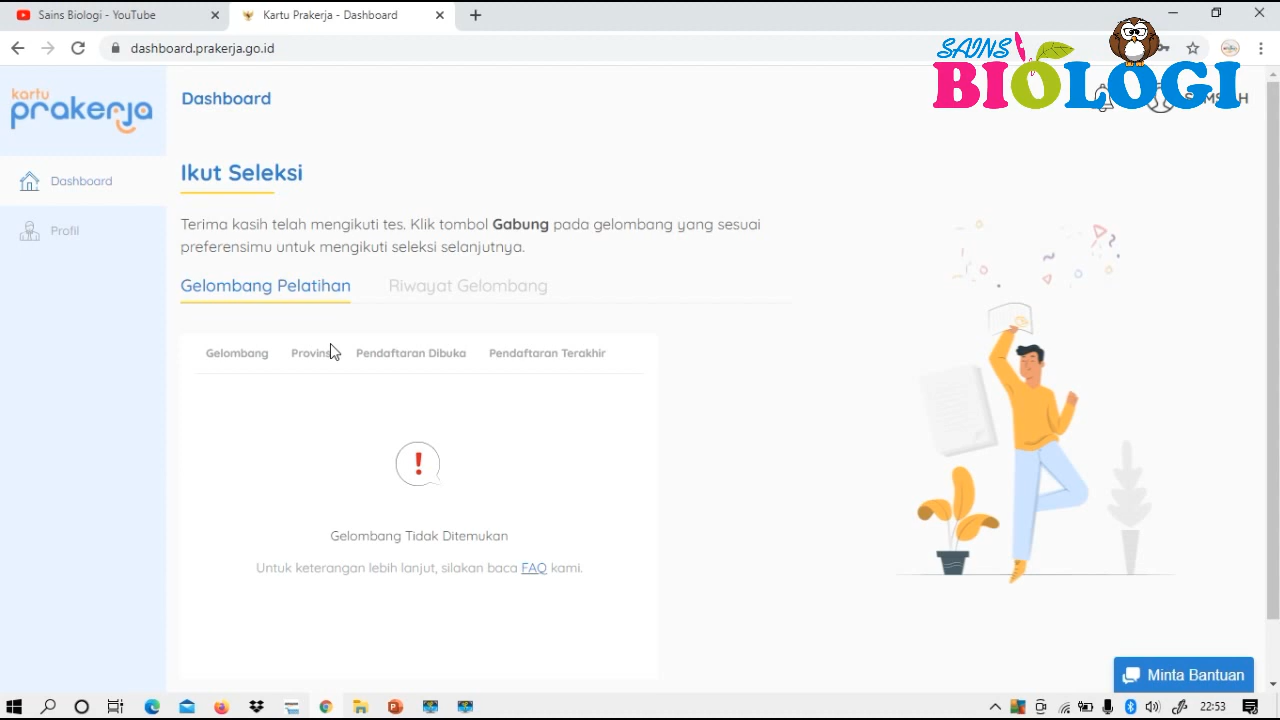 Sains Biologi - YouTube
Kartu Prakerja - Dashboard
dashboard.prakerja.go.id
SAINS
BIOLOGI
kartu
prakerja
Dashboard
Dashboard
Profil
Ikut Seleksi
Terima kasih telah mengikuti tes. Klik tombol Gabung pada gelombang yang sesuai
preferensimu untuk mengikuti seleksi selanjutnya.
Gelombang Pelatihan
Riwayat Gelombang
Gelombang
Pendaftaran Dibuka
Pendaftaran Terakhir
!
Gelombang Tidak Ditemukan
Untuk keterangan lebih lanjut, silakan baca FAQ kami.
Minta Bantuan
22:53